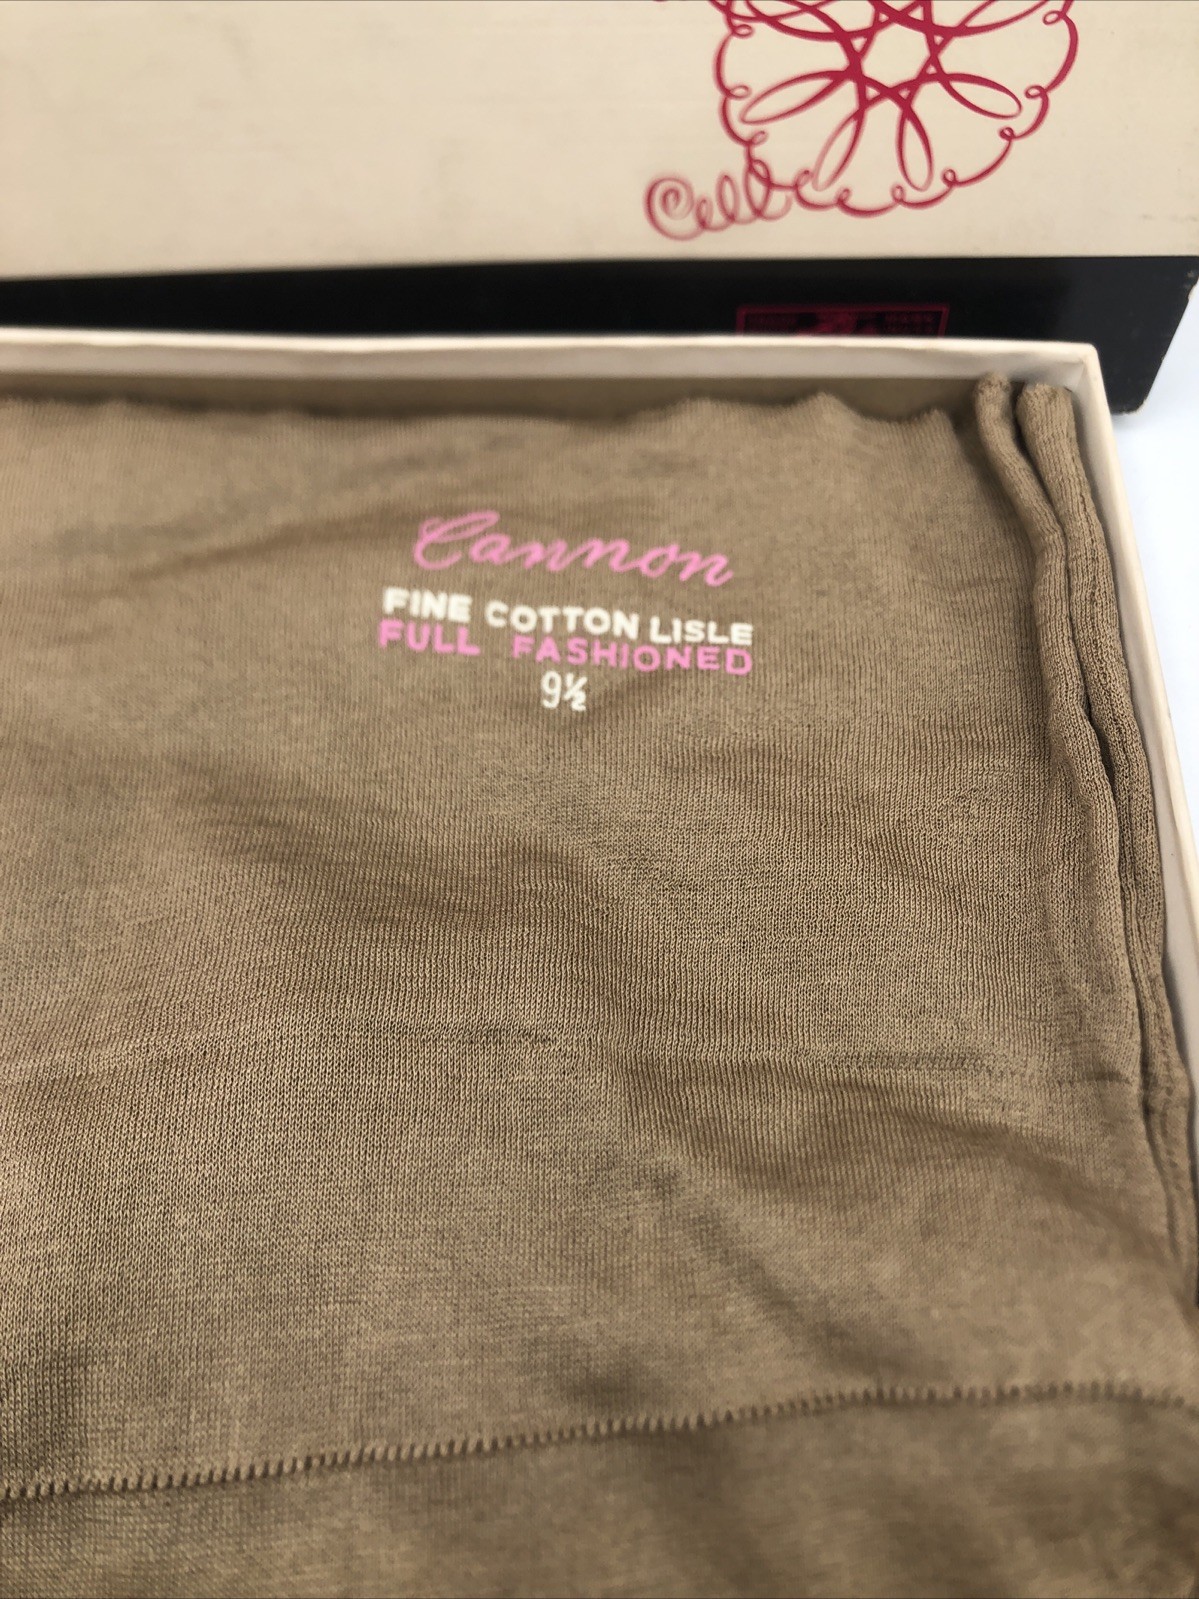 Cannon
FINE COTTON LISLE
FULL FASHIONED
9½